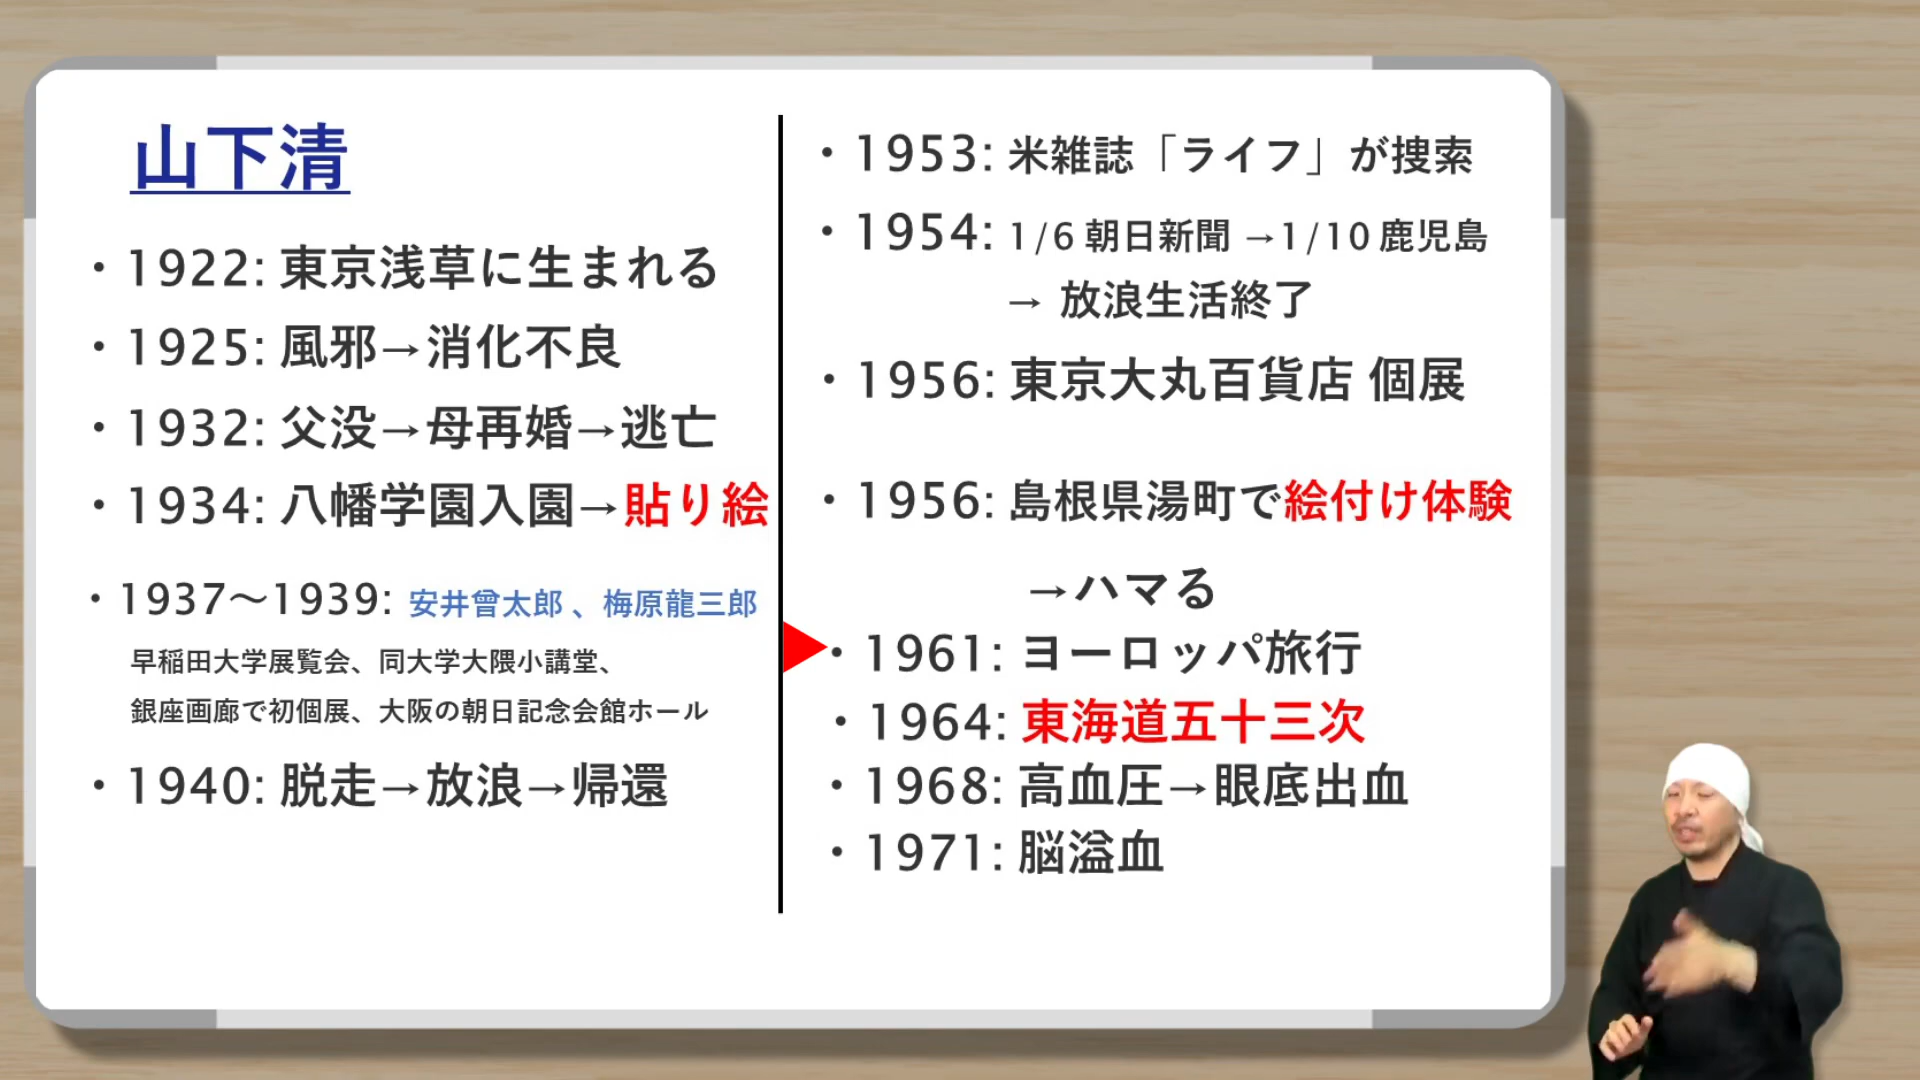 山下清
・1922: 東京浅草に生まれる
・1925: 風邪→消化不良
・1932: 父没→母再婚→逃亡
・1934: 八幡学園入園→貼り絵
・1937〜1939: 安井曾太郎、梅原龍三郎
早稲田大学展覧会、同大学大隈小講堂、
銀座画廊で初個展、大阪の朝日記念会館ホール
・1940: 脱走→放浪→帰還
・1953: 米雑誌「ライフ」が捜索
・1954: 1/6 朝日新聞 →1/10 鹿児島
→ 放浪生活終了
・1956: 東京大丸百貨店 個展
・1956: 島根県湯町で絵付け体験
→ハマる
・1961: ヨーロッパ旅行
・1964: 東海道五十三次
・1968: 高血圧→眼底出血
・1971: 脳溢血